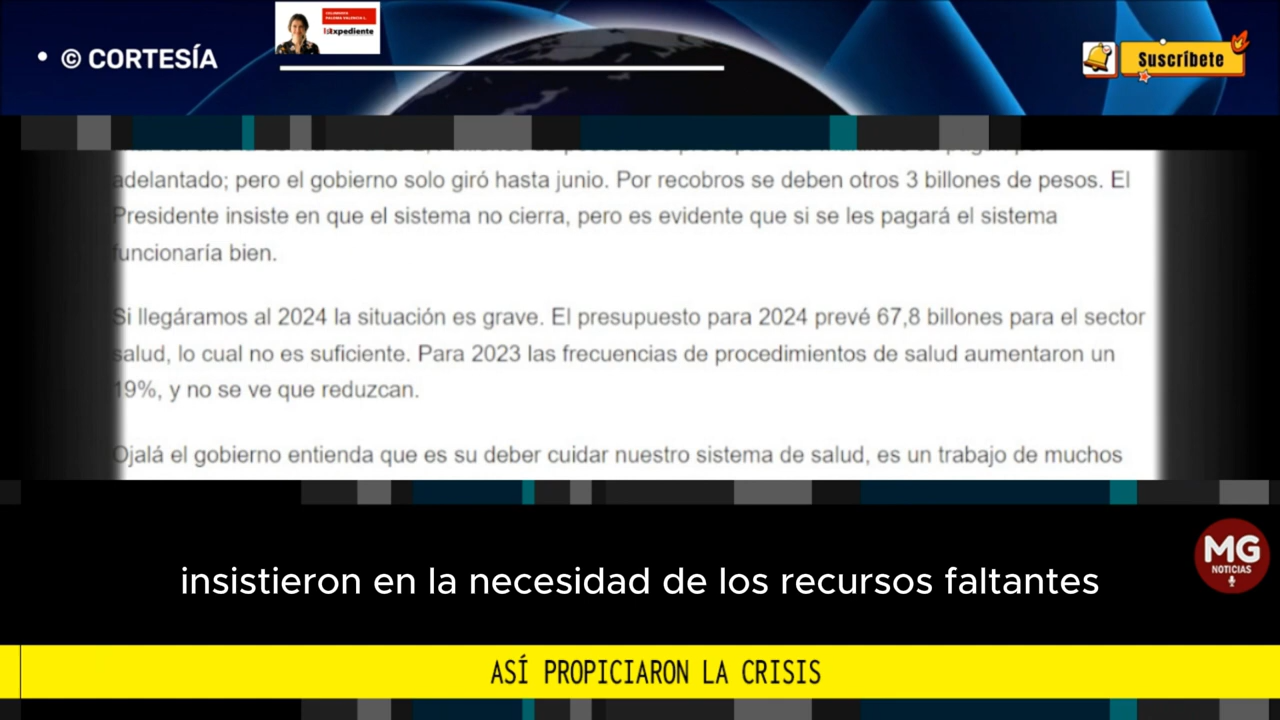 • © CORTESÍA
COLUMNISTA
PALOMA VALENCIA L.
Expediente
Suscríbete
adelantado; pero el gobierno solo giró hasta junio. Por recobros se deben otros 3 billones de pesos. El
Presidente insiste en que el sistema no cierra, pero es evidente que si se les pagará el sistema
funcionaría bien.
Si llegáramos al 2024 la situación es grave. El presupuesto para 2024 prevé 67,8 billones para el sector
salud, lo cual no es suficiente. Para 2023 las frecuencias de procedimientos de salud aumentaron un
19%, y no se ve que reduzcan.
Ojalá el gobierno entienda que es su deber cuidar nuestro sistema de salud, es un trabajo de muchos
MG
NOTICIAS
insistieron en la necesidad de los recursos faltantes
ASÍ PROPICIARON LA CRISIS